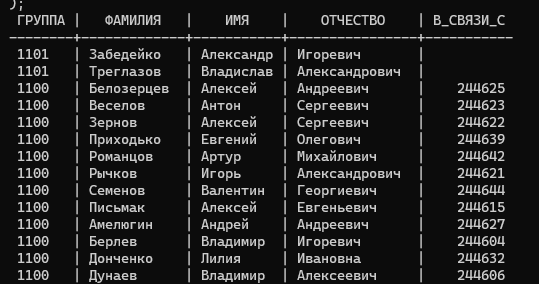 );
ГРУППА | ФАМИЛИЯ | ИМЯ | ОТЧЕСТВО | В_СВЯЗИ_С
--------+-------------+-----------+----------------+-----------
1101 | Забедейко | Александр | Игоревич |
1101 | Треглазов | Владислав | Александрович |
1100 | Белозерцев | Алексей | Андреевич | 244625
1100 | Веселов | Антон | Сергеевич | 244623
1100 | Зернов | Алексей | Сергеевич | 244622
1100 | Приходько | Евгений | Олегович | 244639
1100 | Романцов | Артур | Михайлович | 244642
1100 | Рычков | Игорь | Александрович | 244621
1100 | Семенов | Валентин | Георгиевич | 244644
1100 | Письмак | Алексей | Евгеньевич | 244615
1100 | Амелюгин | Андрей | Андреевич | 244627
1100 | Берлев | Владимир | Игоревич | 244604
1100 | Донченко | Лилия | Ивановна | 244632
1100 | Дунаев | Владимир | Алексеевич | 244606